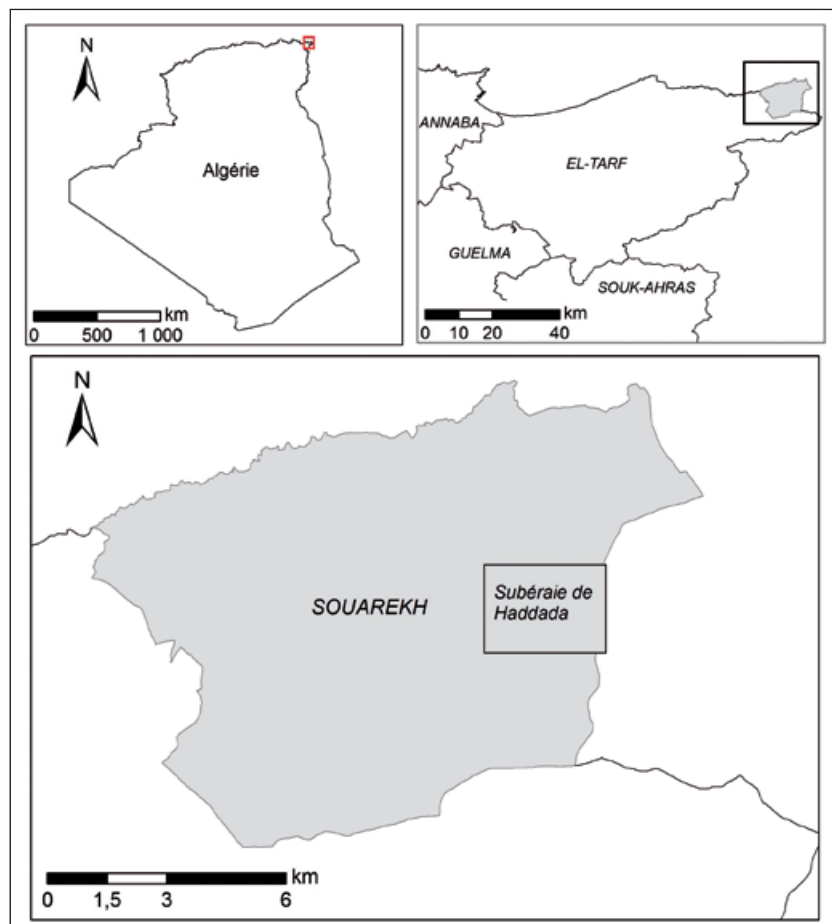 N
Algérie
km
0 500 1 000
ANNABA
EL-TARF
GUELMA
SOUK-AHRAS
km
0 10 20 40
N
SOUAREKH
Subéraie de
Haddada
km
0 1,5 3 6